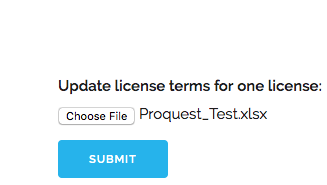 Update license terms for one license:
Choose File Proquest_Test.xlsx
SUBMIT